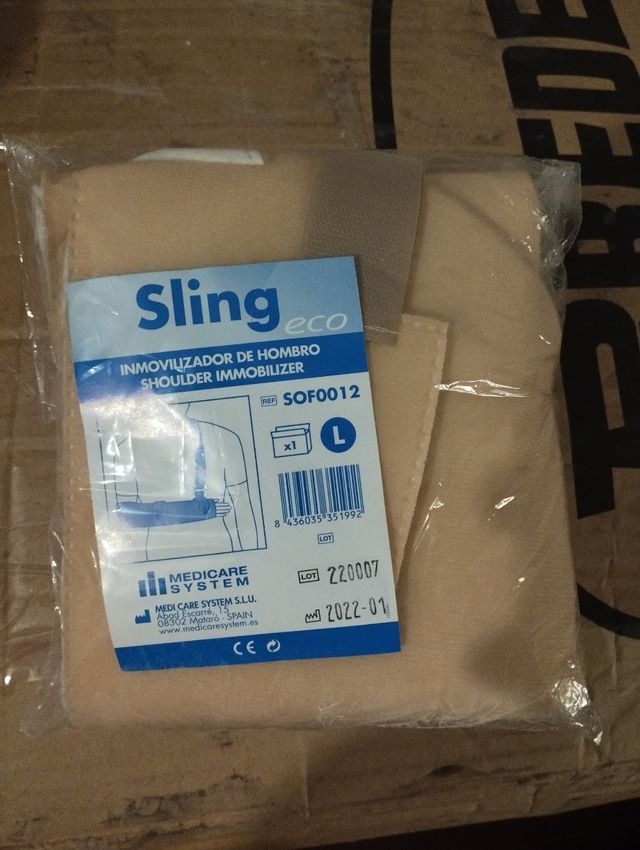 Sling eco
INMOVILIZADOR DE HOMBRO
SHOULDER IMMOBILIZER
REF SOF0012
x1 L
8 436035 351992
LOT
MEDICARE
SYSTEM
LOT 220007
MEDI CARE SYSTEM S.L.U.
Abad Escarré, 15
08302 Mataró - SPAIN
www.medicaresystem.es
2022-01
CE